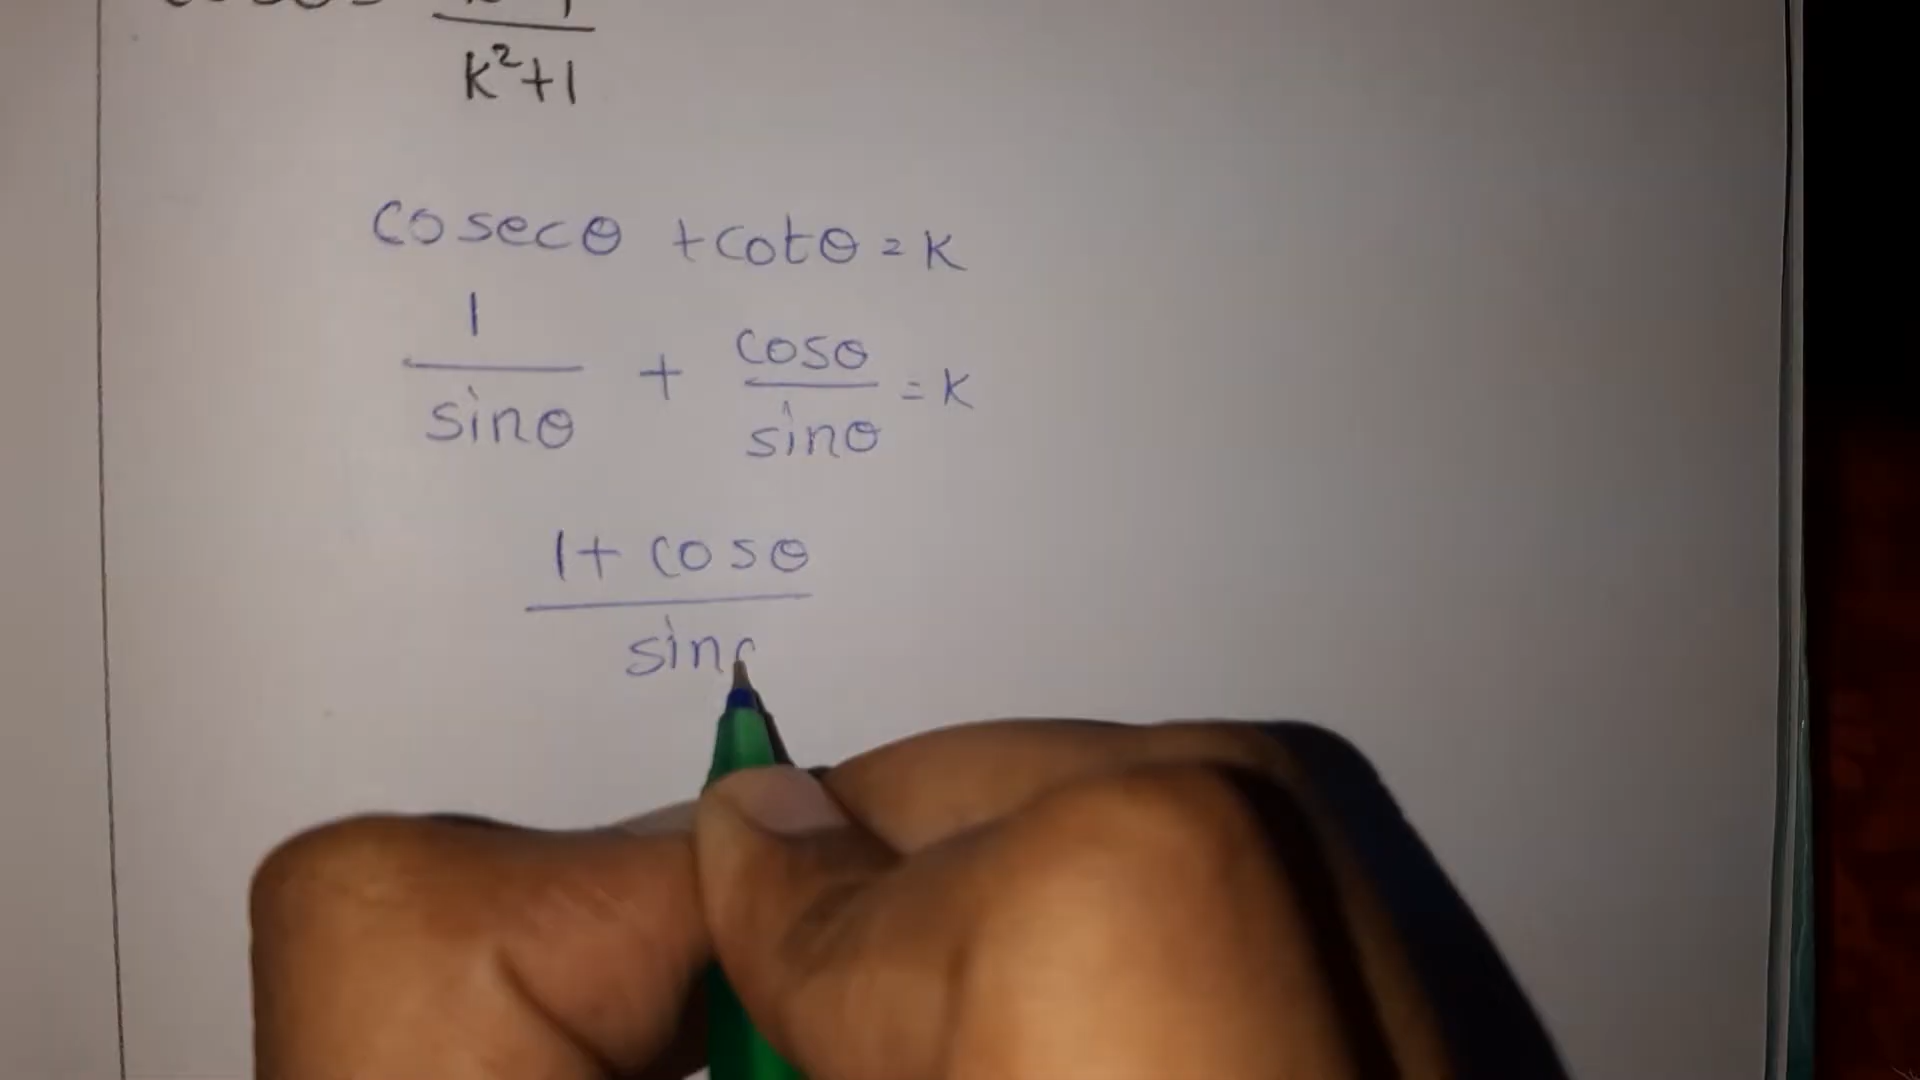 k²+1
cosecθ + cotθ = k
1/sinθ + cosθ/sinθ = k
1 + cosθ
sin